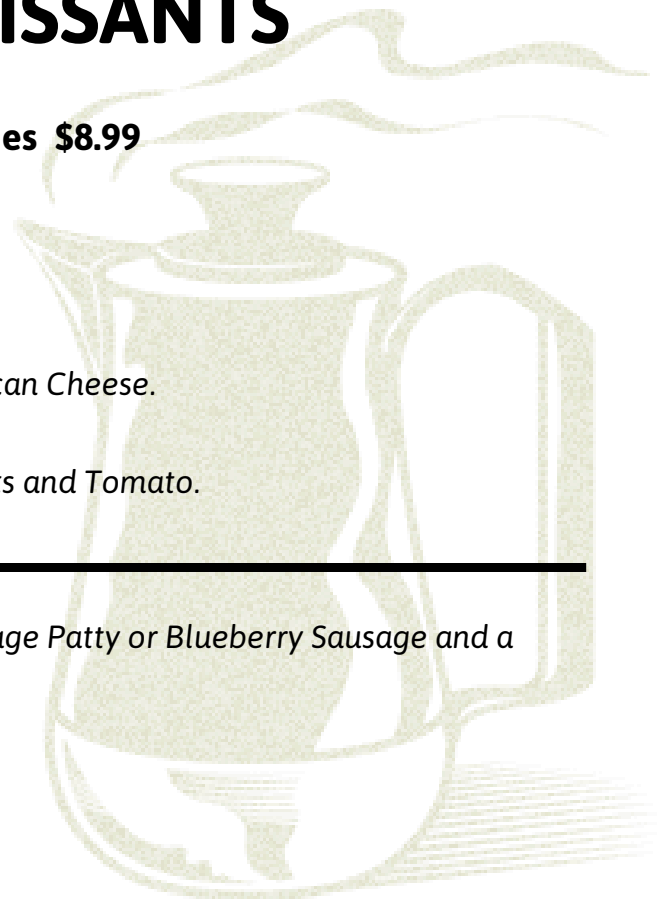 ISSANTS
es $8.99
can Cheese.
s and Tomato.
age Patty or Blueberry Sausage and a